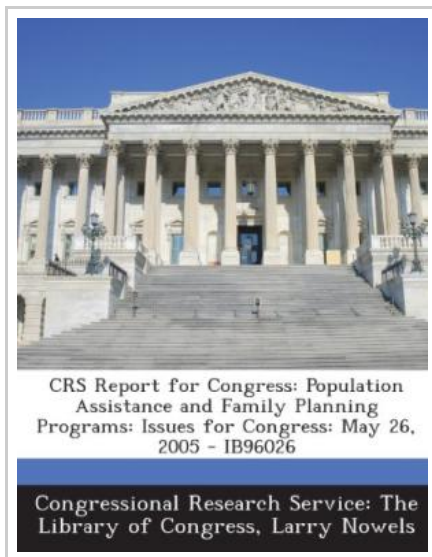 CRS Report for Congress: Population
Assistance and Family Planning
Programs: Issues for Congress: May 26,
2005 - IB96026
Congressional Research Service: The
Library of Congress, Larry Nowels